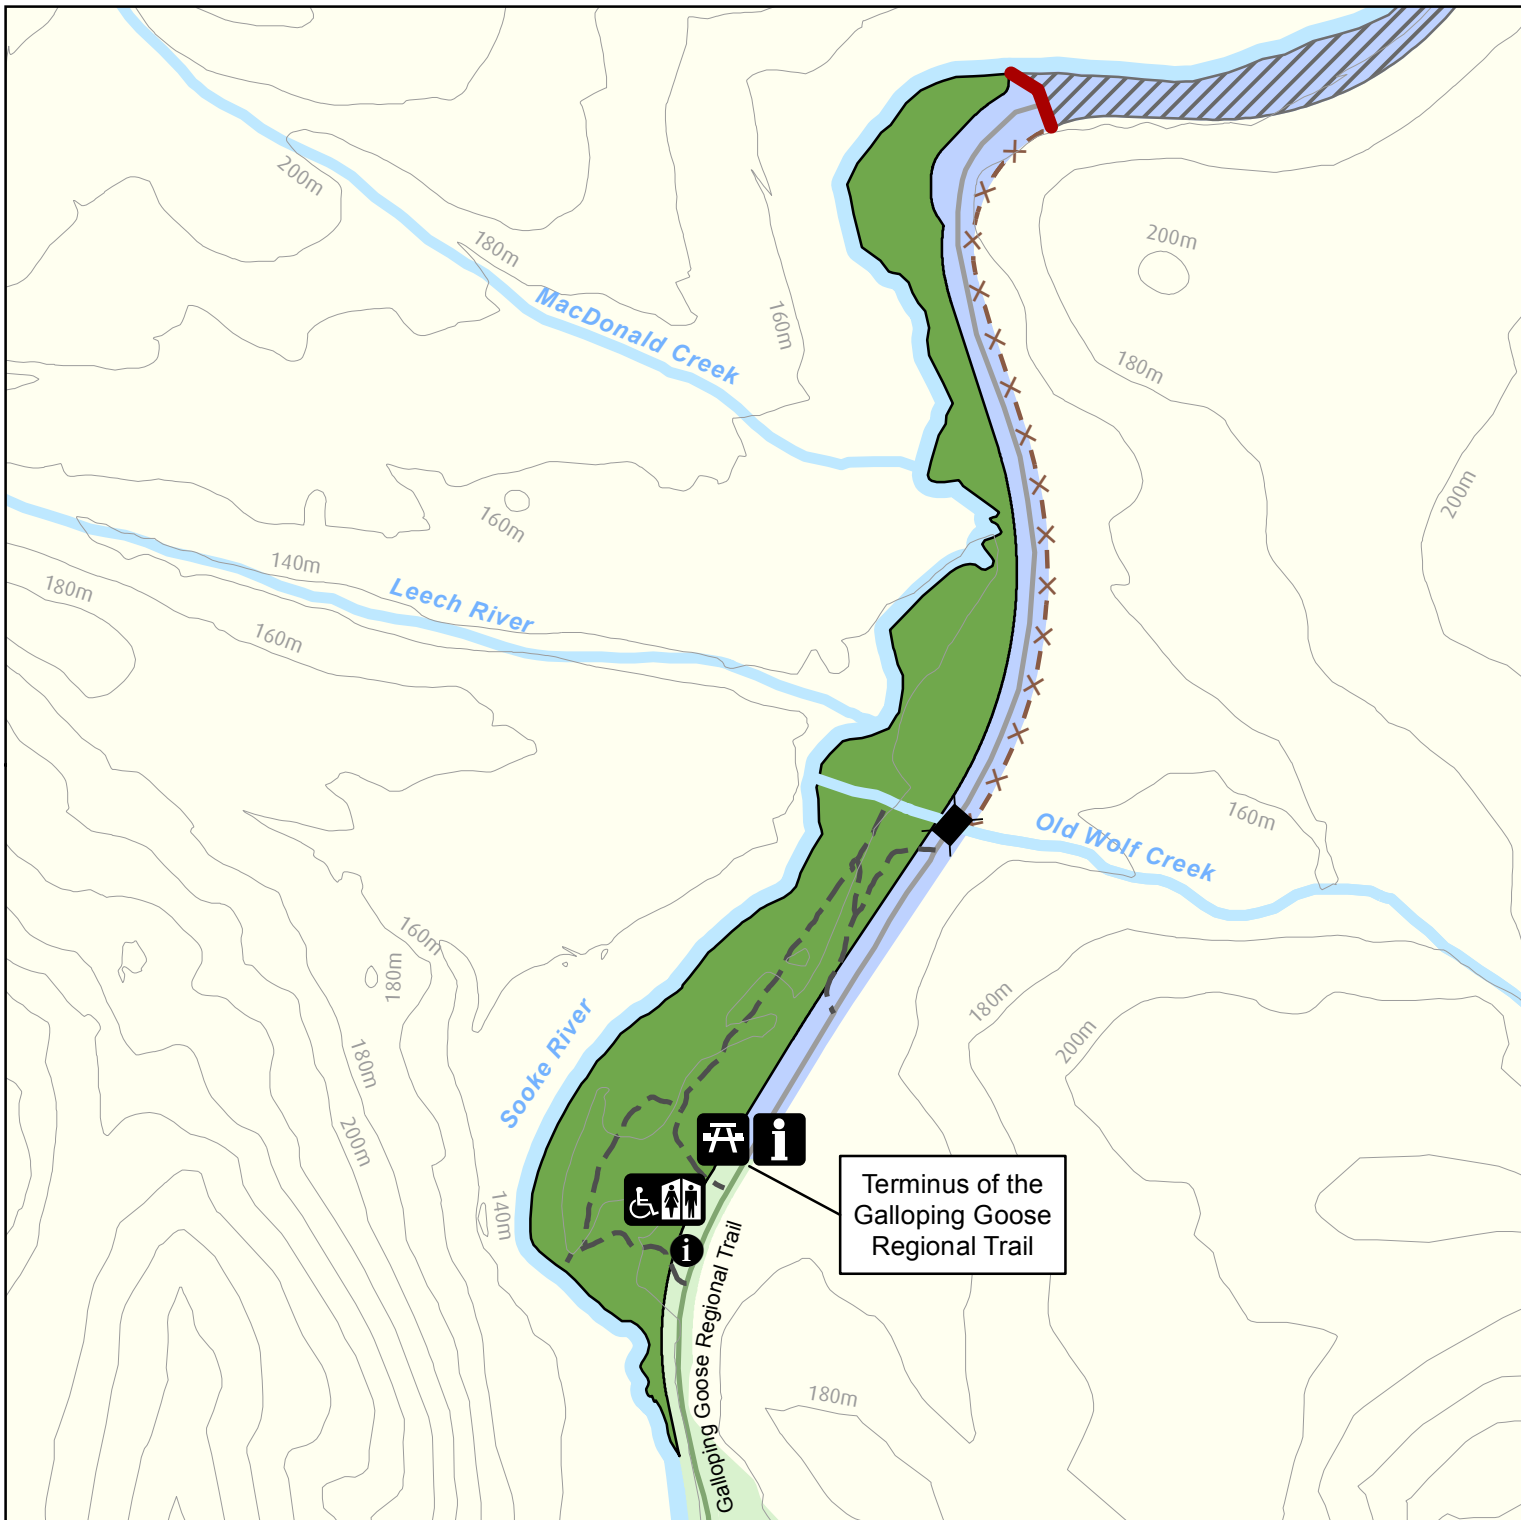 200m
180m
MacDonald Creek
160m
200m
180m
200m
160m
140m
180m
Leech River
160m
160m
Old Wolf Creek
160m
180m
180m
200m
Sooke River
180m
200m
140m
Terminus of the
Galloping Goose
Regional Trail
i
i
Galloping Goose Regional Trail
180m